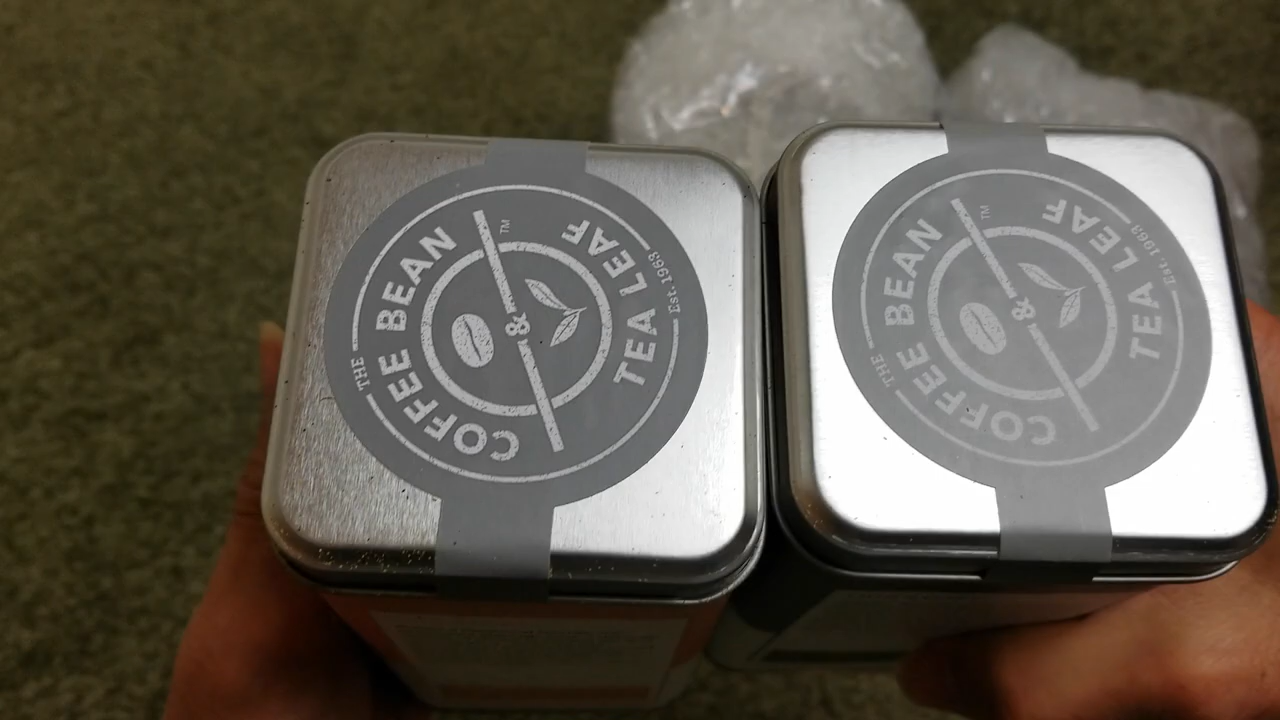 THE
COFFEE BEAN
&
TEA LEAF
TM
Est. 1963
THE
COFFEE BEAN
&
TEA LEAF
TM
Est. 1963